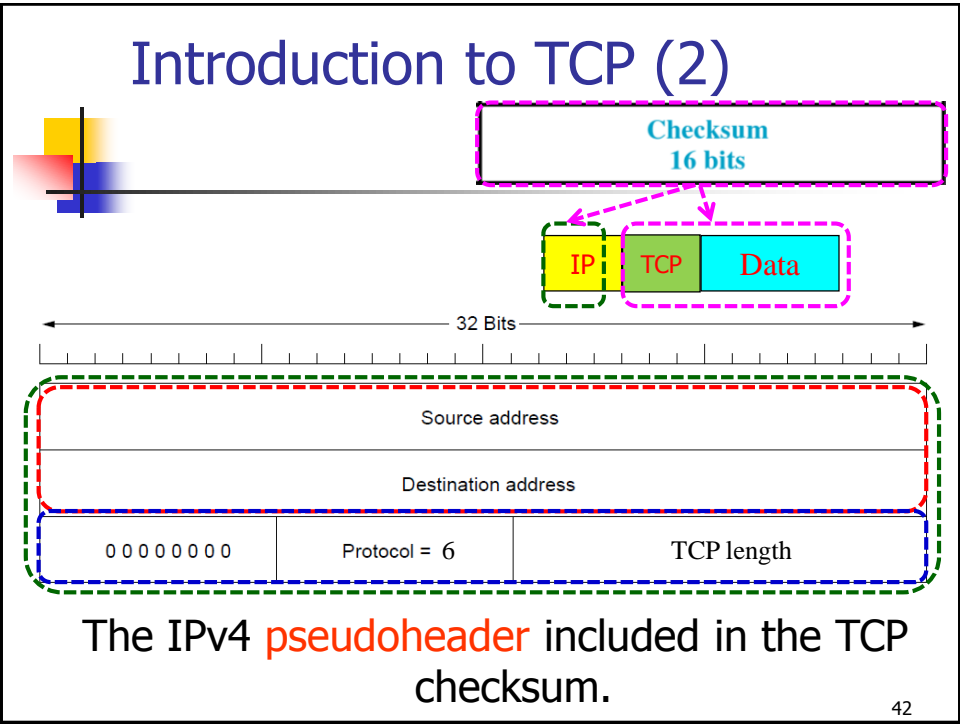 Introduction to TCP (2)
Checksum
16 bits
IP TCP Data
32 Bits
Source address
Destination address
0 0 0 0 0 0 0 0 Protocol = 6 TCP length
The IPv4 pseudoheader included in the TCP
checksum.
42